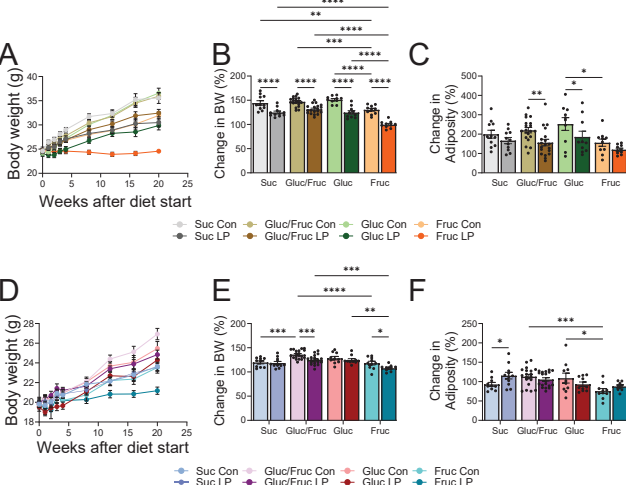 A
Body weight (g)
40
35
30
25
20
0 5 10 15 20 25
Weeks after diet start
B
Change in BW (%)
200
150
100
50
0
****
**
****
***
****
****
**** **** **** ****
Suc Gluc/Fruc Gluc Fruc
C
Change in
Adiposity (%)
500
400
300
200
100
0
*
*
**
Suc Gluc/Fruc Gluc Fruc
Suc Con Gluc/Fruc Con Gluc Con Fruc Con
Suc LP Gluc/Fruc LP Gluc LP Fruc LP
D
Body weight (g)
28
26
24
22
20
18
0 5 10 15 20 25
Weeks after diet start
E
Change in BW (%)
200
150
100
50
0
***
****
**
*** *** *
Suc Gluc/Fruc Gluc Fruc
F
Change in
Adiposity (%)
250
200
150
100
50
0
***
*
*
Suc Gluc/Fruc Gluc Fruc
Suc Con Gluc/Fruc Con Gluc Con Fruc Con
Suc LP Gluc/Fruc LP Gluc LP Fruc LP